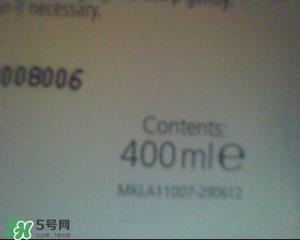 n if necessary.
008006
Contents:
400ml℮
MKLA11007-290612
5号网